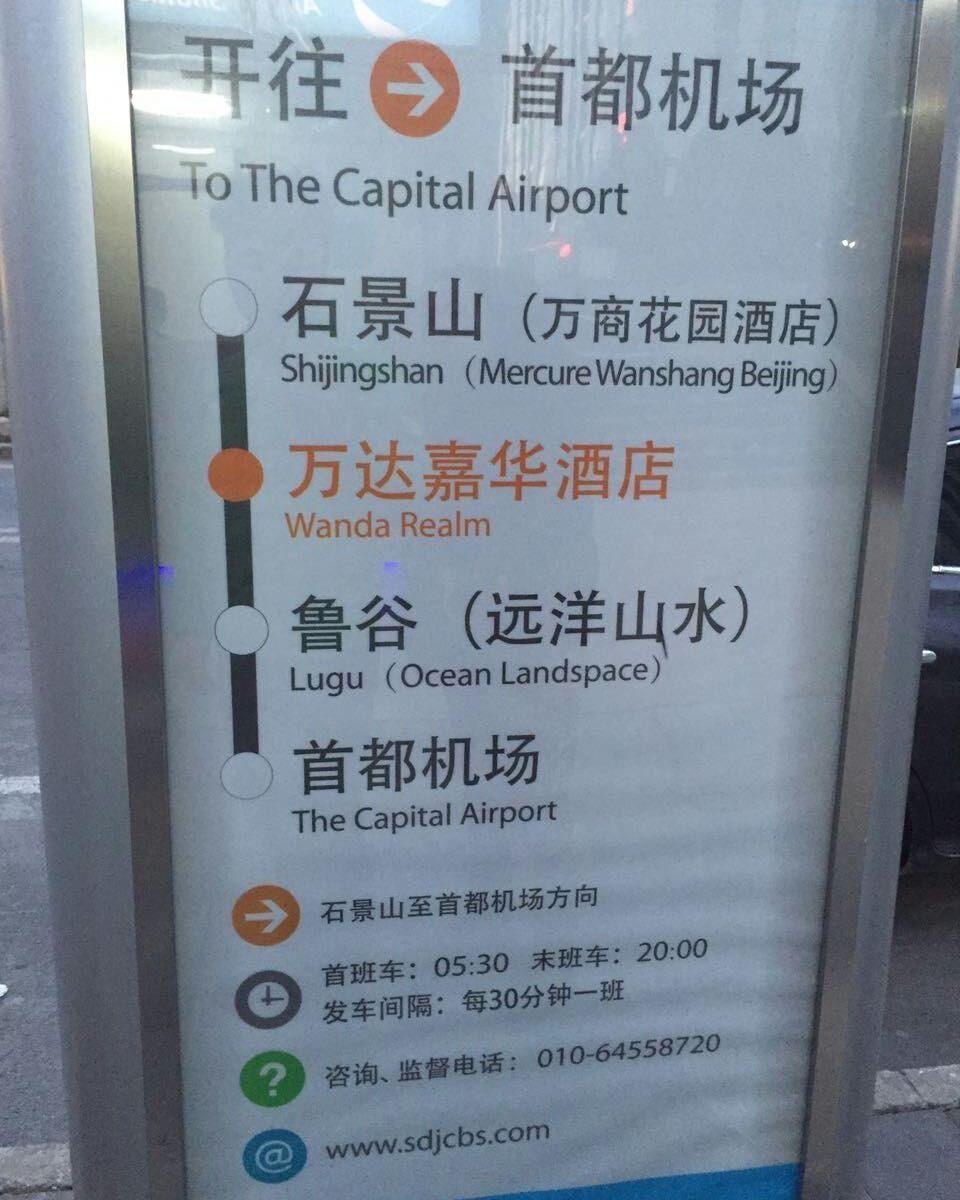 开往 首都机场
To The Capital Airport
石景山（万商花园酒店）
Shijingshan（Mercure Wanshang Beijing）
万达嘉华酒店
Wanda Realm
鲁谷（远洋山水）
Lugu（Ocean Landspace）
首都机场
The Capital Airport
石景山至首都机场方向
首班车：05:30 末班车：20:00
发车间隔：每30分钟一班
咨询、监督电话：010-64558720
www.sdjcbs.com